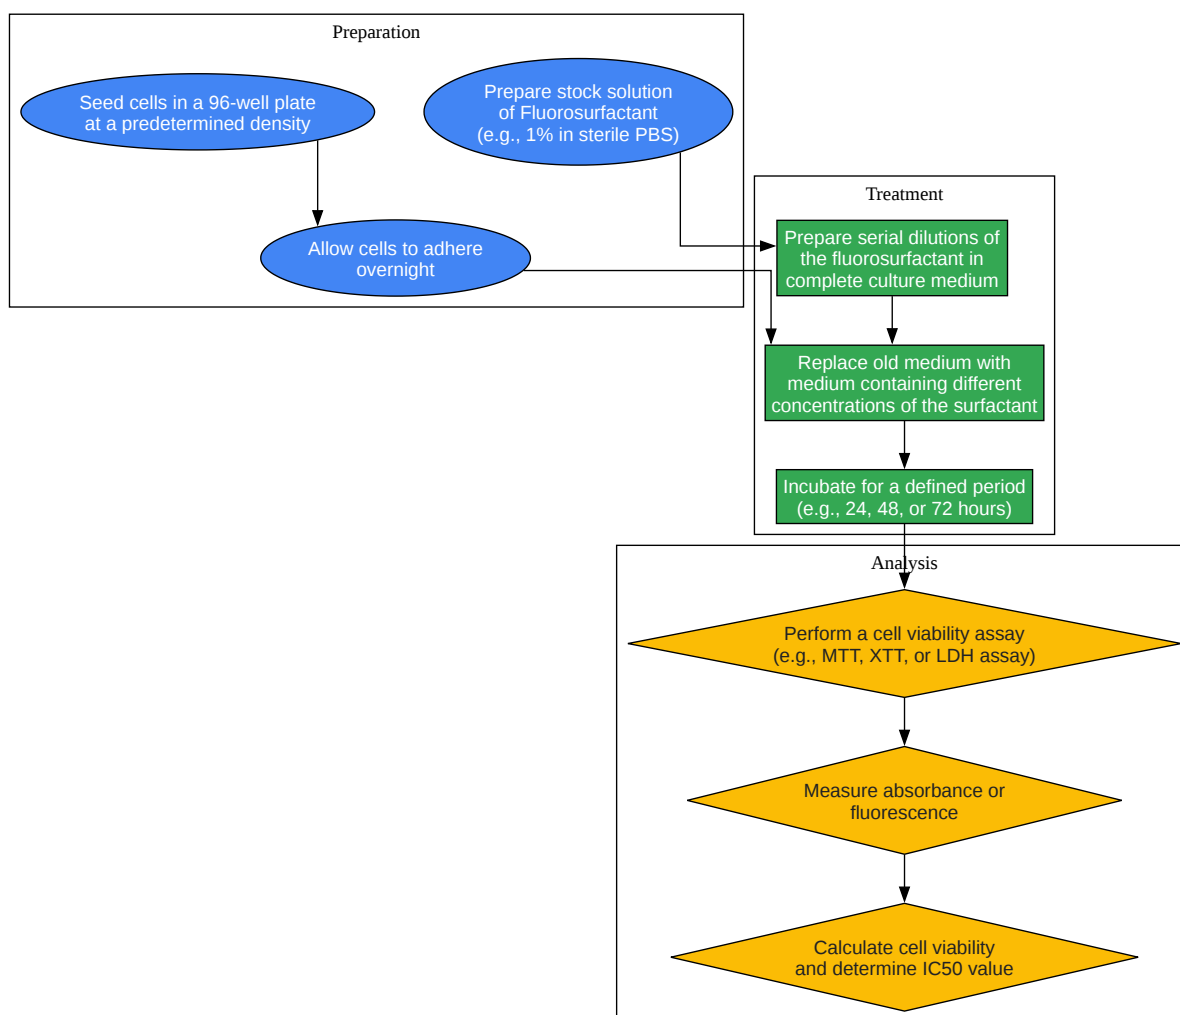 Preparation
Seed cells in a 96-well plate
at a predetermined density
Prepare stock solution
of Fluorosurfactant
(e.g., 1% in sterile PBS)
Allow cells to adhere
overnight
Treatment
Prepare serial dilutions of
the fluorosurfactant in
complete culture medium
Replace old medium with
medium containing different
concentrations of the surfactant
Incubate for a defined period
(e.g., 24, 48, or 72 hours)
Analysis
Perform a cell viability assay
(e.g., MTT, XTT, or LDH assay)
Measure absorbance or
fluorescence
Calculate cell viability
and determine IC50 value